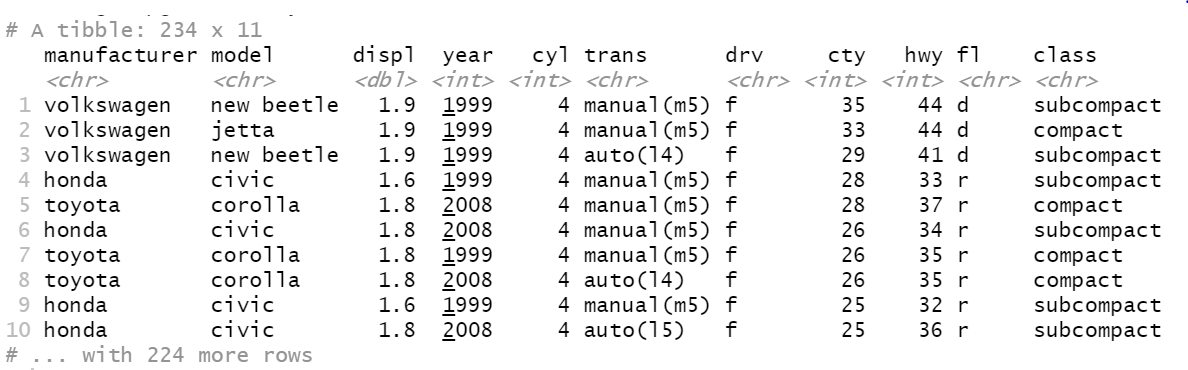 # A tibble: 234 x 11
   manufacturer model      displ  year   cyl trans      drv     cty   hwy fl    class
   <chr>        <chr>      <dbl> <int> <int> <chr>      <chr> <int> <int> <chr> <chr>
 1 volkswagen   new beetle   1.9  1999     4 manual(m5) f        35    44 d     subcompact
 2 volkswagen   jetta        1.9  1999     4 manual(m5) f        33    44 d     compact
 3 volkswagen   new beetle   1.9  1999     4 auto(l4)   f        29    41 d     subcompact
 4 honda        civic        1.6  1999     4 manual(m5) f        28    33 r     subcompact
 5 toyota       corolla      1.8  2008     4 manual(m5) f        28    37 r     compact
 6 honda        civic        1.8  2008     4 manual(m5) f        26    34 r     subcompact
 7 toyota       corolla      1.8  1999     4 manual(m5) f        26    35 r     compact
 8 toyota       corolla      1.8  2008     4 auto(l4)   f        26    35 r     compact
 9 honda        civic        1.6  1999     4 manual(m5) f        25    32 r     subcompact
10 honda        civic        1.8  2008     4 auto(l5)   f        25    36 r     subcompact
# ... with 224 more rows